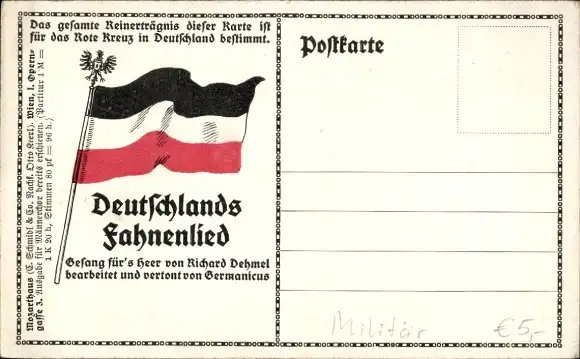 Das gesamte Reinerträgnis dieser Karte ist
für das Rote Kreuz in Deutschland bestimmt.
Mozarthaus (C. Schmidl & Co. Nachf. Otto Kerry). Wien, I. Opern-
gasse 3. Ausgabe für Männerchor bereits erschienen. (Partitur 1 M =
1 K 20 h, Stimmen 80 pf = 96 h.)
Deutschlands
Fahnenlied
Gesang für's Heer von Richard Dehmel
bearbeitet und vertont von Germanicus
Postkarte
Militär
€5,-